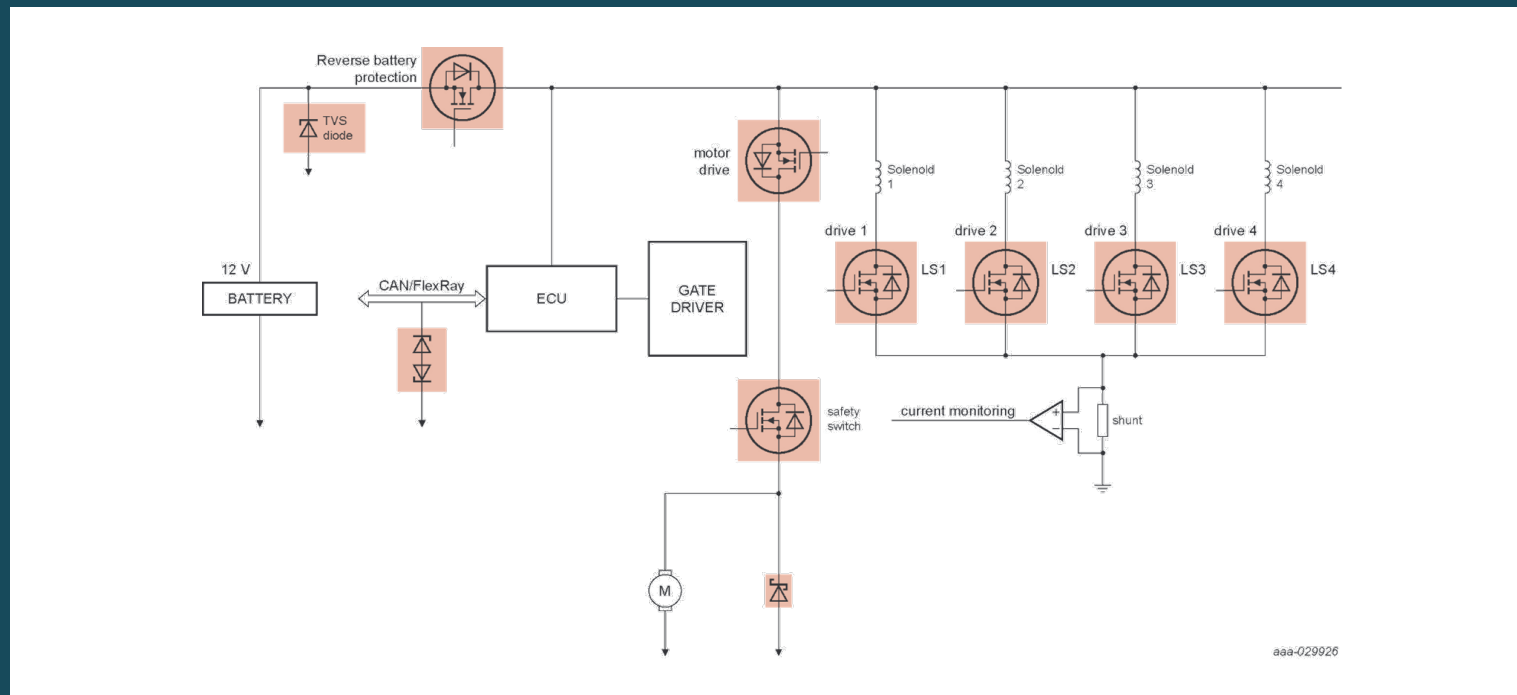 Reverse battery
protection
TVS
diode
motor
drive
Solenoid
1
Solenoid
2
Solenoid
3
Solenoid
4
drive 1
drive 2
drive 3
drive 4
LS1
LS2
LS3
LS4
12 V
BATTERY
CAN/FlexRay
ECU
GATE
DRIVER
safety
switch
current monitoring
+
−
shunt
M
aaa-029926